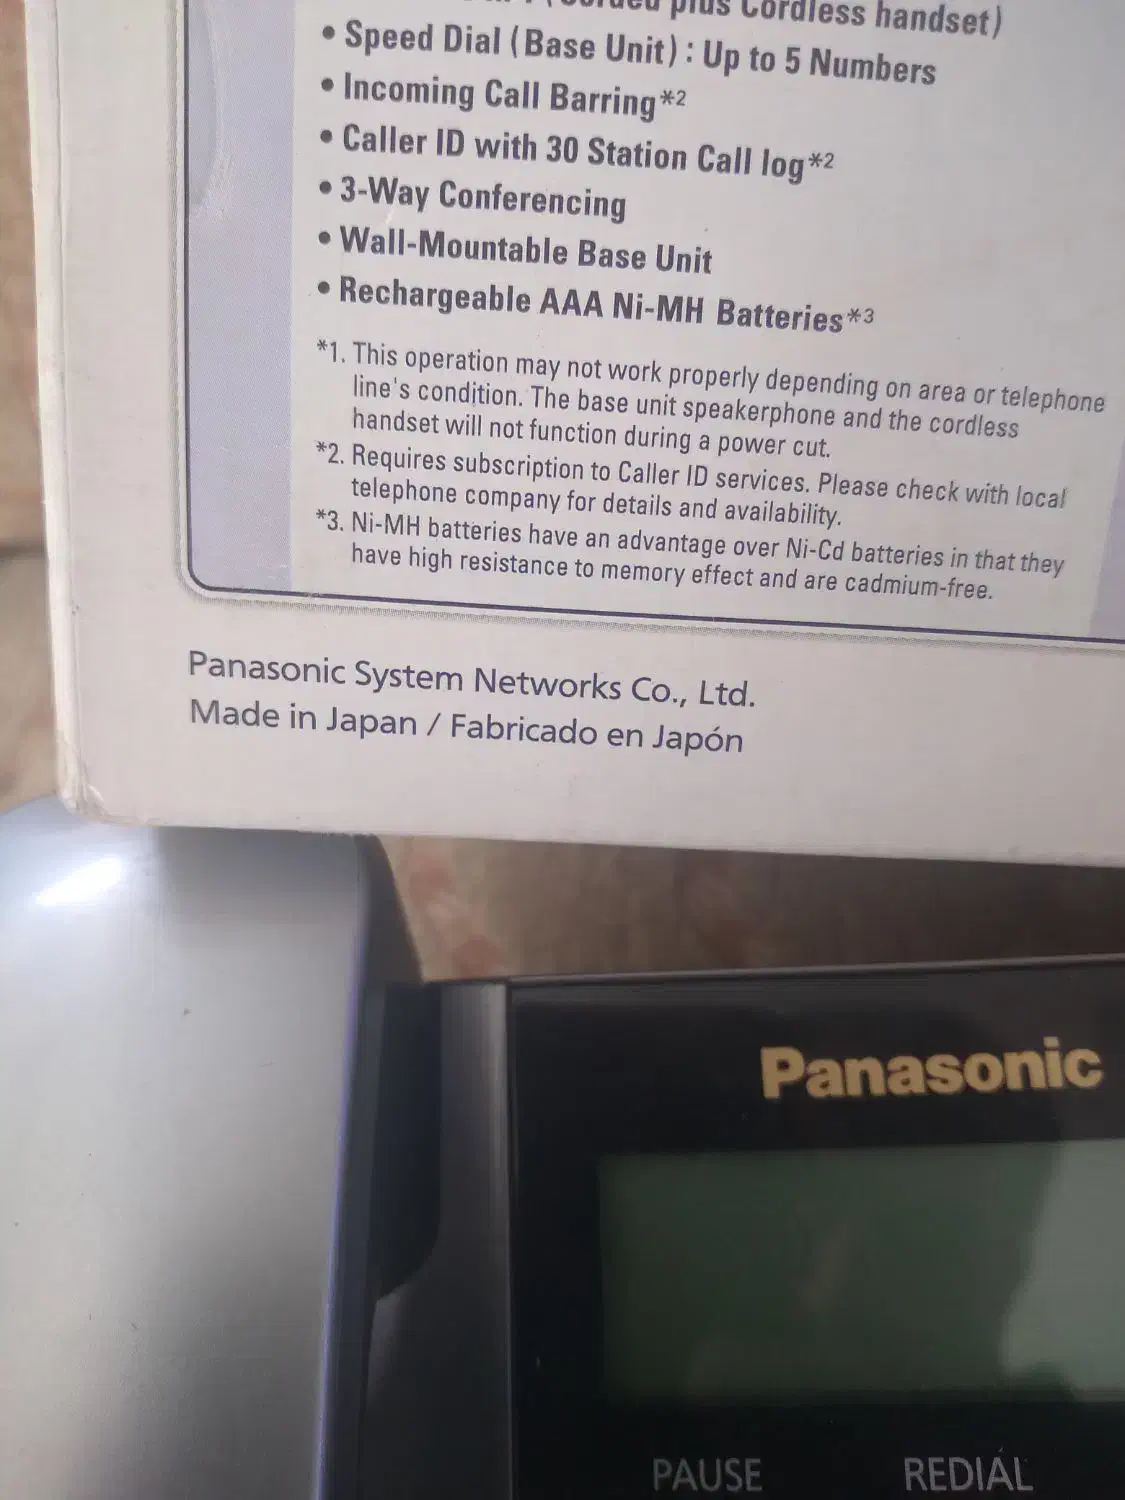 plus Cordless handset)
• Speed Dial (Base Unit) : Up to 5 Numbers
• Incoming Call Barring*2
• Caller ID with 30 Station Call log*2
• 3-Way Conferencing
• Wall-Mountable Base Unit
• Rechargeable AAA Ni-MH Batteries*3
*1. This operation may not work properly depending on area or telephone
line's condition. The base unit speakerphone and the cordless
handset will not function during a power cut.
*2. Requires subscription to Caller ID services. Please check with local
telephone company for details and availability.
*3. Ni-MH batteries have an advantage over Ni-Cd batteries in that they
have high resistance to memory effect and are cadmium-free.
Panasonic System Networks Co., Ltd.
Made in Japan / Fabricado en Japón
Panasonic
PAUSE REDIAL